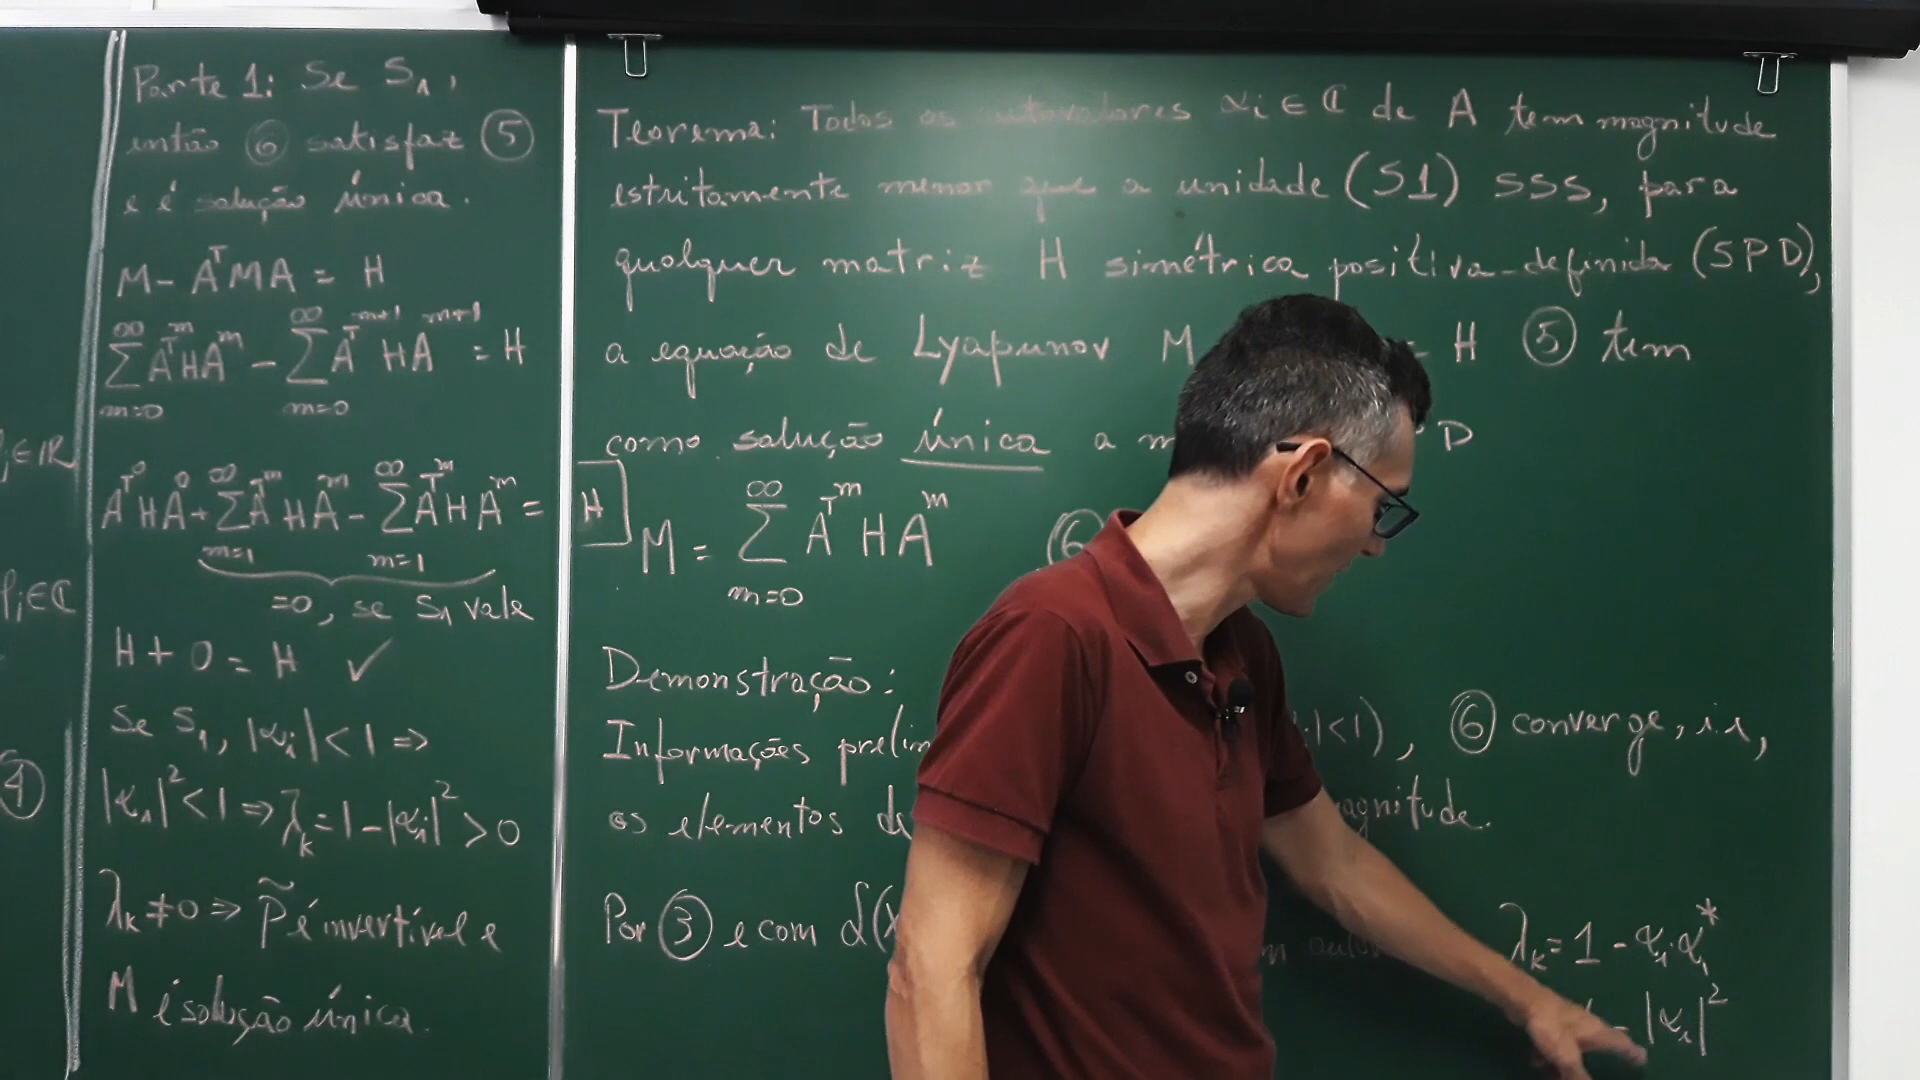 Parte 1: Se S₁,
então ⑥ satisfaz ⑤
e é solução única.
M - AᵀMA = H
∑_{m=0}^{∞} Aᵀᵐ H Aᵐ - ∑_{m=0}^{∞} Aᵀᵐ⁺¹ H Aᵐ⁺¹ = H
Aᵀ⁰ H A⁰ + ∑_{m=1}^{∞} Aᵀᵐ H Aᵐ - ∑_{m=1}^{∞} Aᵀᵐ H Aᵐ = H
=0, se S₁ vale
H + 0 = H ✓
Se S₁, |αᵢ| < 1 ⇒
|αᵢ|² < 1 ⇒ λₖ = 1 - |αᵢ|² > 0
λₖ ≠ 0 ⇒ P̃ é invertível e
M é solução única.
∈ ℝ
∈ ℂ
④
Teorema: Todos os autovalores αᵢ ∈ ℂ de A tem magnitude
estritamente menor que a unidade (S1) SSS, para
qualquer matriz H simétrica positiva-definida (SPD),
a equação de Lyapunov M = H ⑤ tem
como solução única a D
M = ∑_{m=0}^{∞} Aᵀᵐ H Aᵐ ⑥
Demonstração:
Informações |<1), ⑥ converge, i.e,
os elementos magnitude.
Por ③ e com
λₖ = 1 - αᵢ αᵢ*
- |αᵢ|²